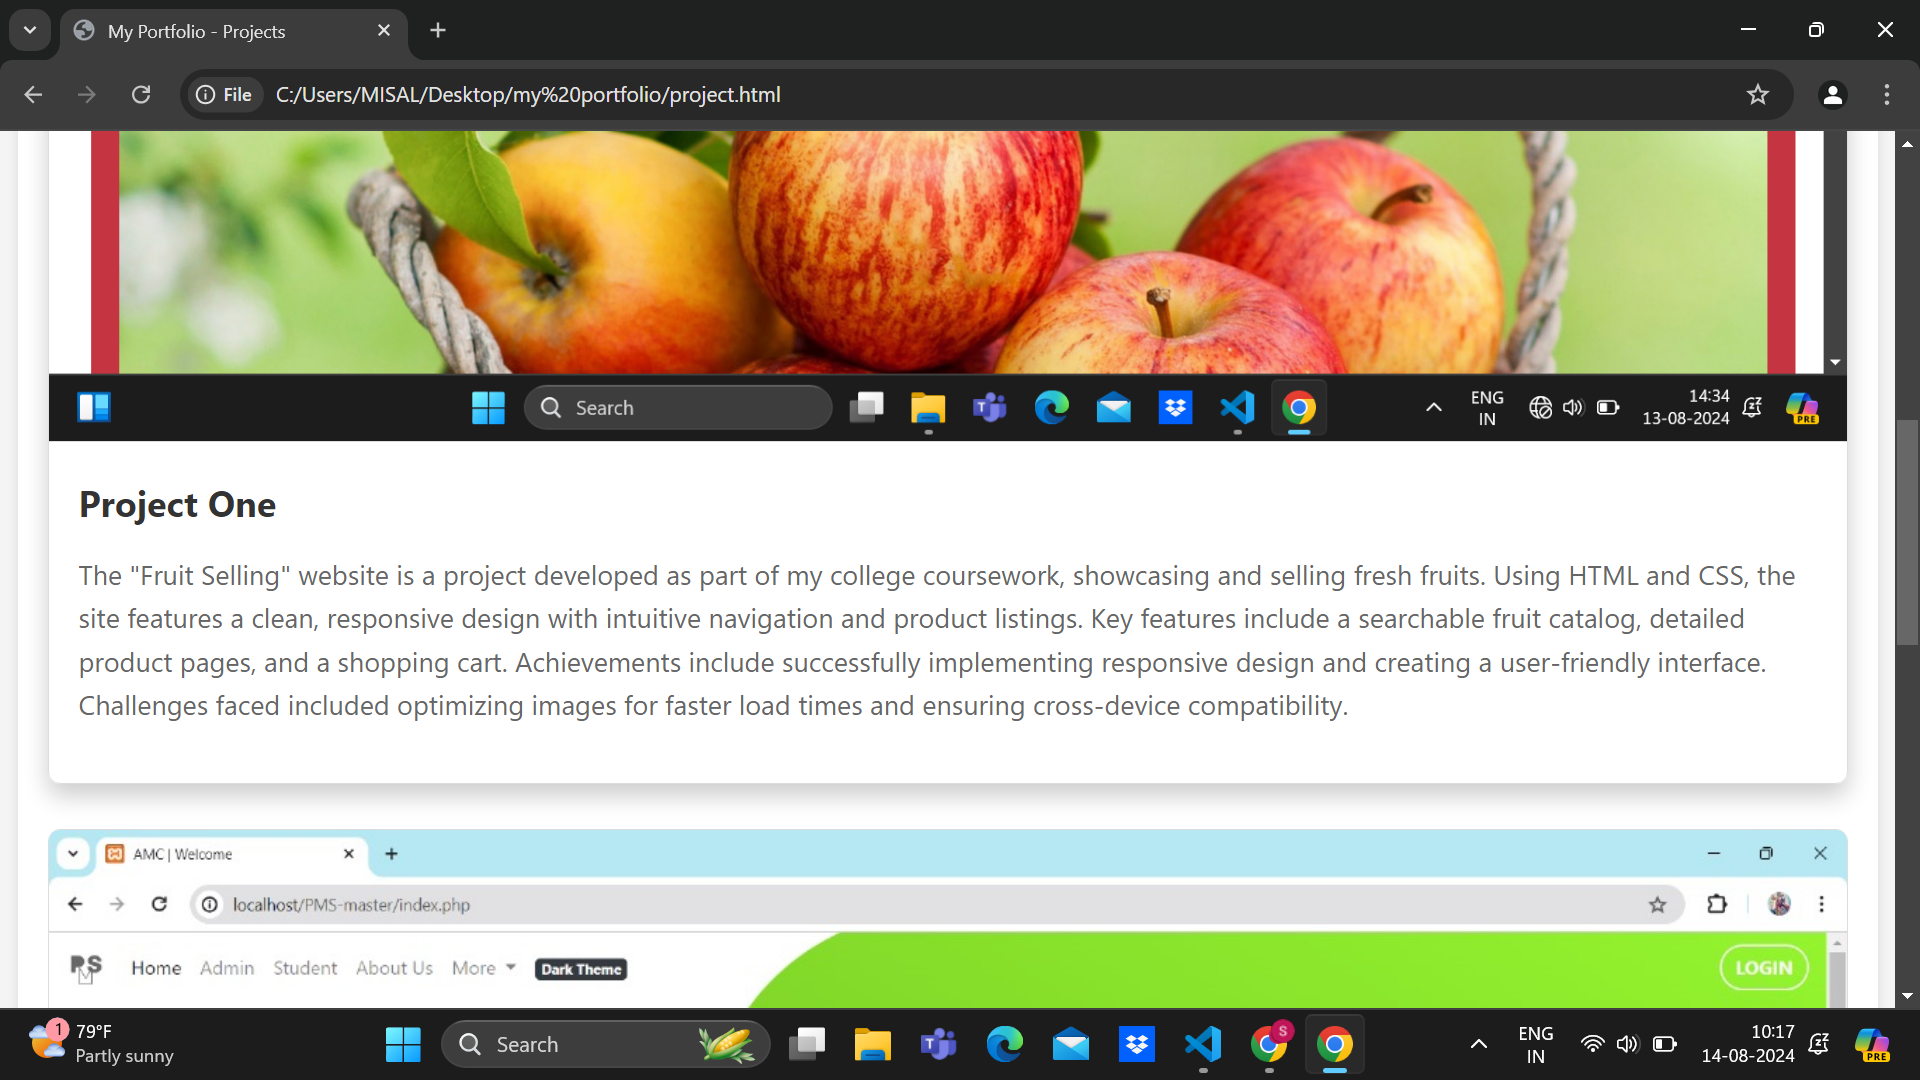 My Portfolio - Projects
File C:/Users/MISAL/Desktop/my%20portfolio/project.html
Search
ENG
IN
14:34
13-08-2024
PRE
Project One
The "Fruit Selling" website is a project developed as part of my college coursework, showcasing and selling fresh fruits. Using HTML and CSS, the
site features a clean, responsive design with intuitive navigation and product listings. Key features include a searchable fruit catalog, detailed
product pages, and a shopping cart. Achievements include successfully implementing responsive design and creating a user-friendly interface.
Challenges faced included optimizing images for faster load times and ensuring cross-device compatibility.
AMC | Welcome
localhost/PMS-master/index.php
PMS Home Admin Student About Us More Dark Theme LOGIN
1 79°F
Partly sunny
Search
S
ENG
IN
10:17
14-08-2024
PRE